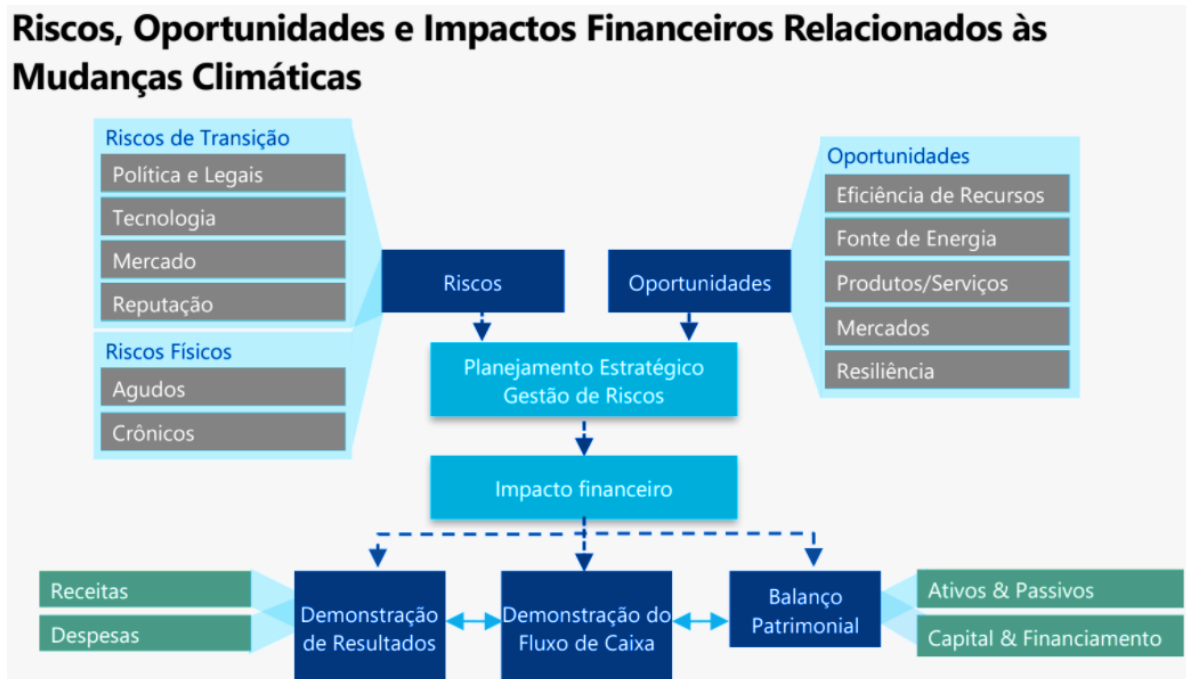 Riscos, Oportunidades e Impactos Financeiros Relacionados às
Mudanças Climáticas
Riscos de Transição
Política e Legais
Tecnologia
Mercado
Reputação
Riscos Físicos
Agudos
Crônicos
Riscos
Oportunidades
Oportunidades
Eficiência de Recursos
Fonte de Energia
Produtos/Serviços
Mercados
Resiliência
Planejamento Estratégico
Gestão de Riscos
Impacto financeiro
Receitas
Despesas
Demonstração
de Resultados
Demonstração do
Fluxo de Caixa
Balanço
Patrimonial
Ativos & Passivos
Capital & Financiamento